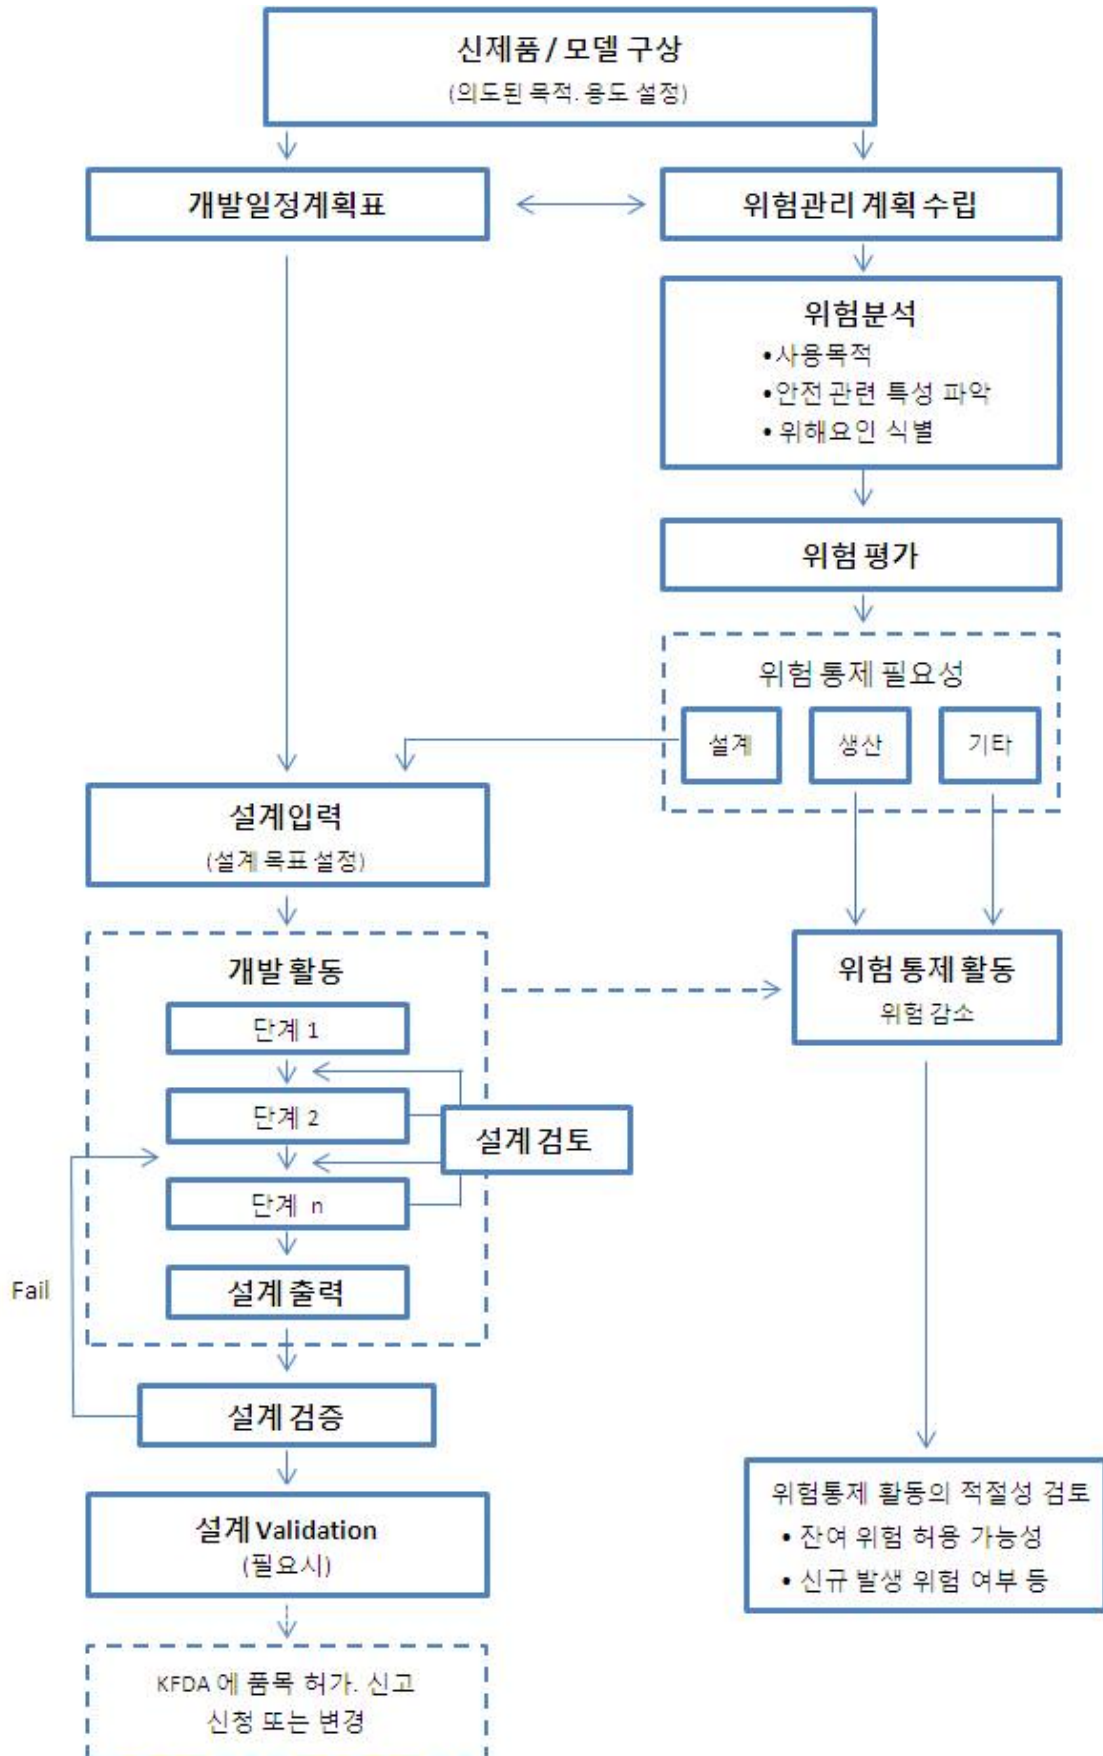 신제품 / 모델 구상
(의도된 목적. 용도 설정)
개발일정계획표
위험관리 계획 수립
위험분석
•사용목적
•안전 관련 특성 파악
• 위해요인 식별
위험 평가
위험 통제 필요성
설계
생산
기타
설계입력
(설계 목표 설정)
개발 활동
단계 1
단계 2
설계 검토
단계 n
설계 출력
위험 통제 활동
위험 감소
Fail
설계 검증
설계 Validation
(필요시)
위험통제 활동의 적절성 검토
• 잔여 위험 허용 가능성
• 신규 발생 위험 여부 등
KFDA 에 품목 허가. 신고
신청 또는 변경